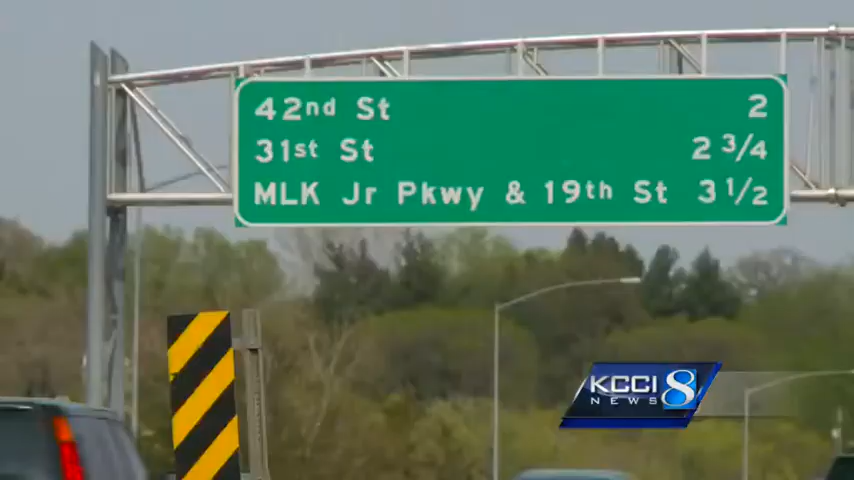 42nd St 2
31st St 2 3/4
MLK Jr Pkwy & 19th St 3 1/2
KCCI 8
NEWS